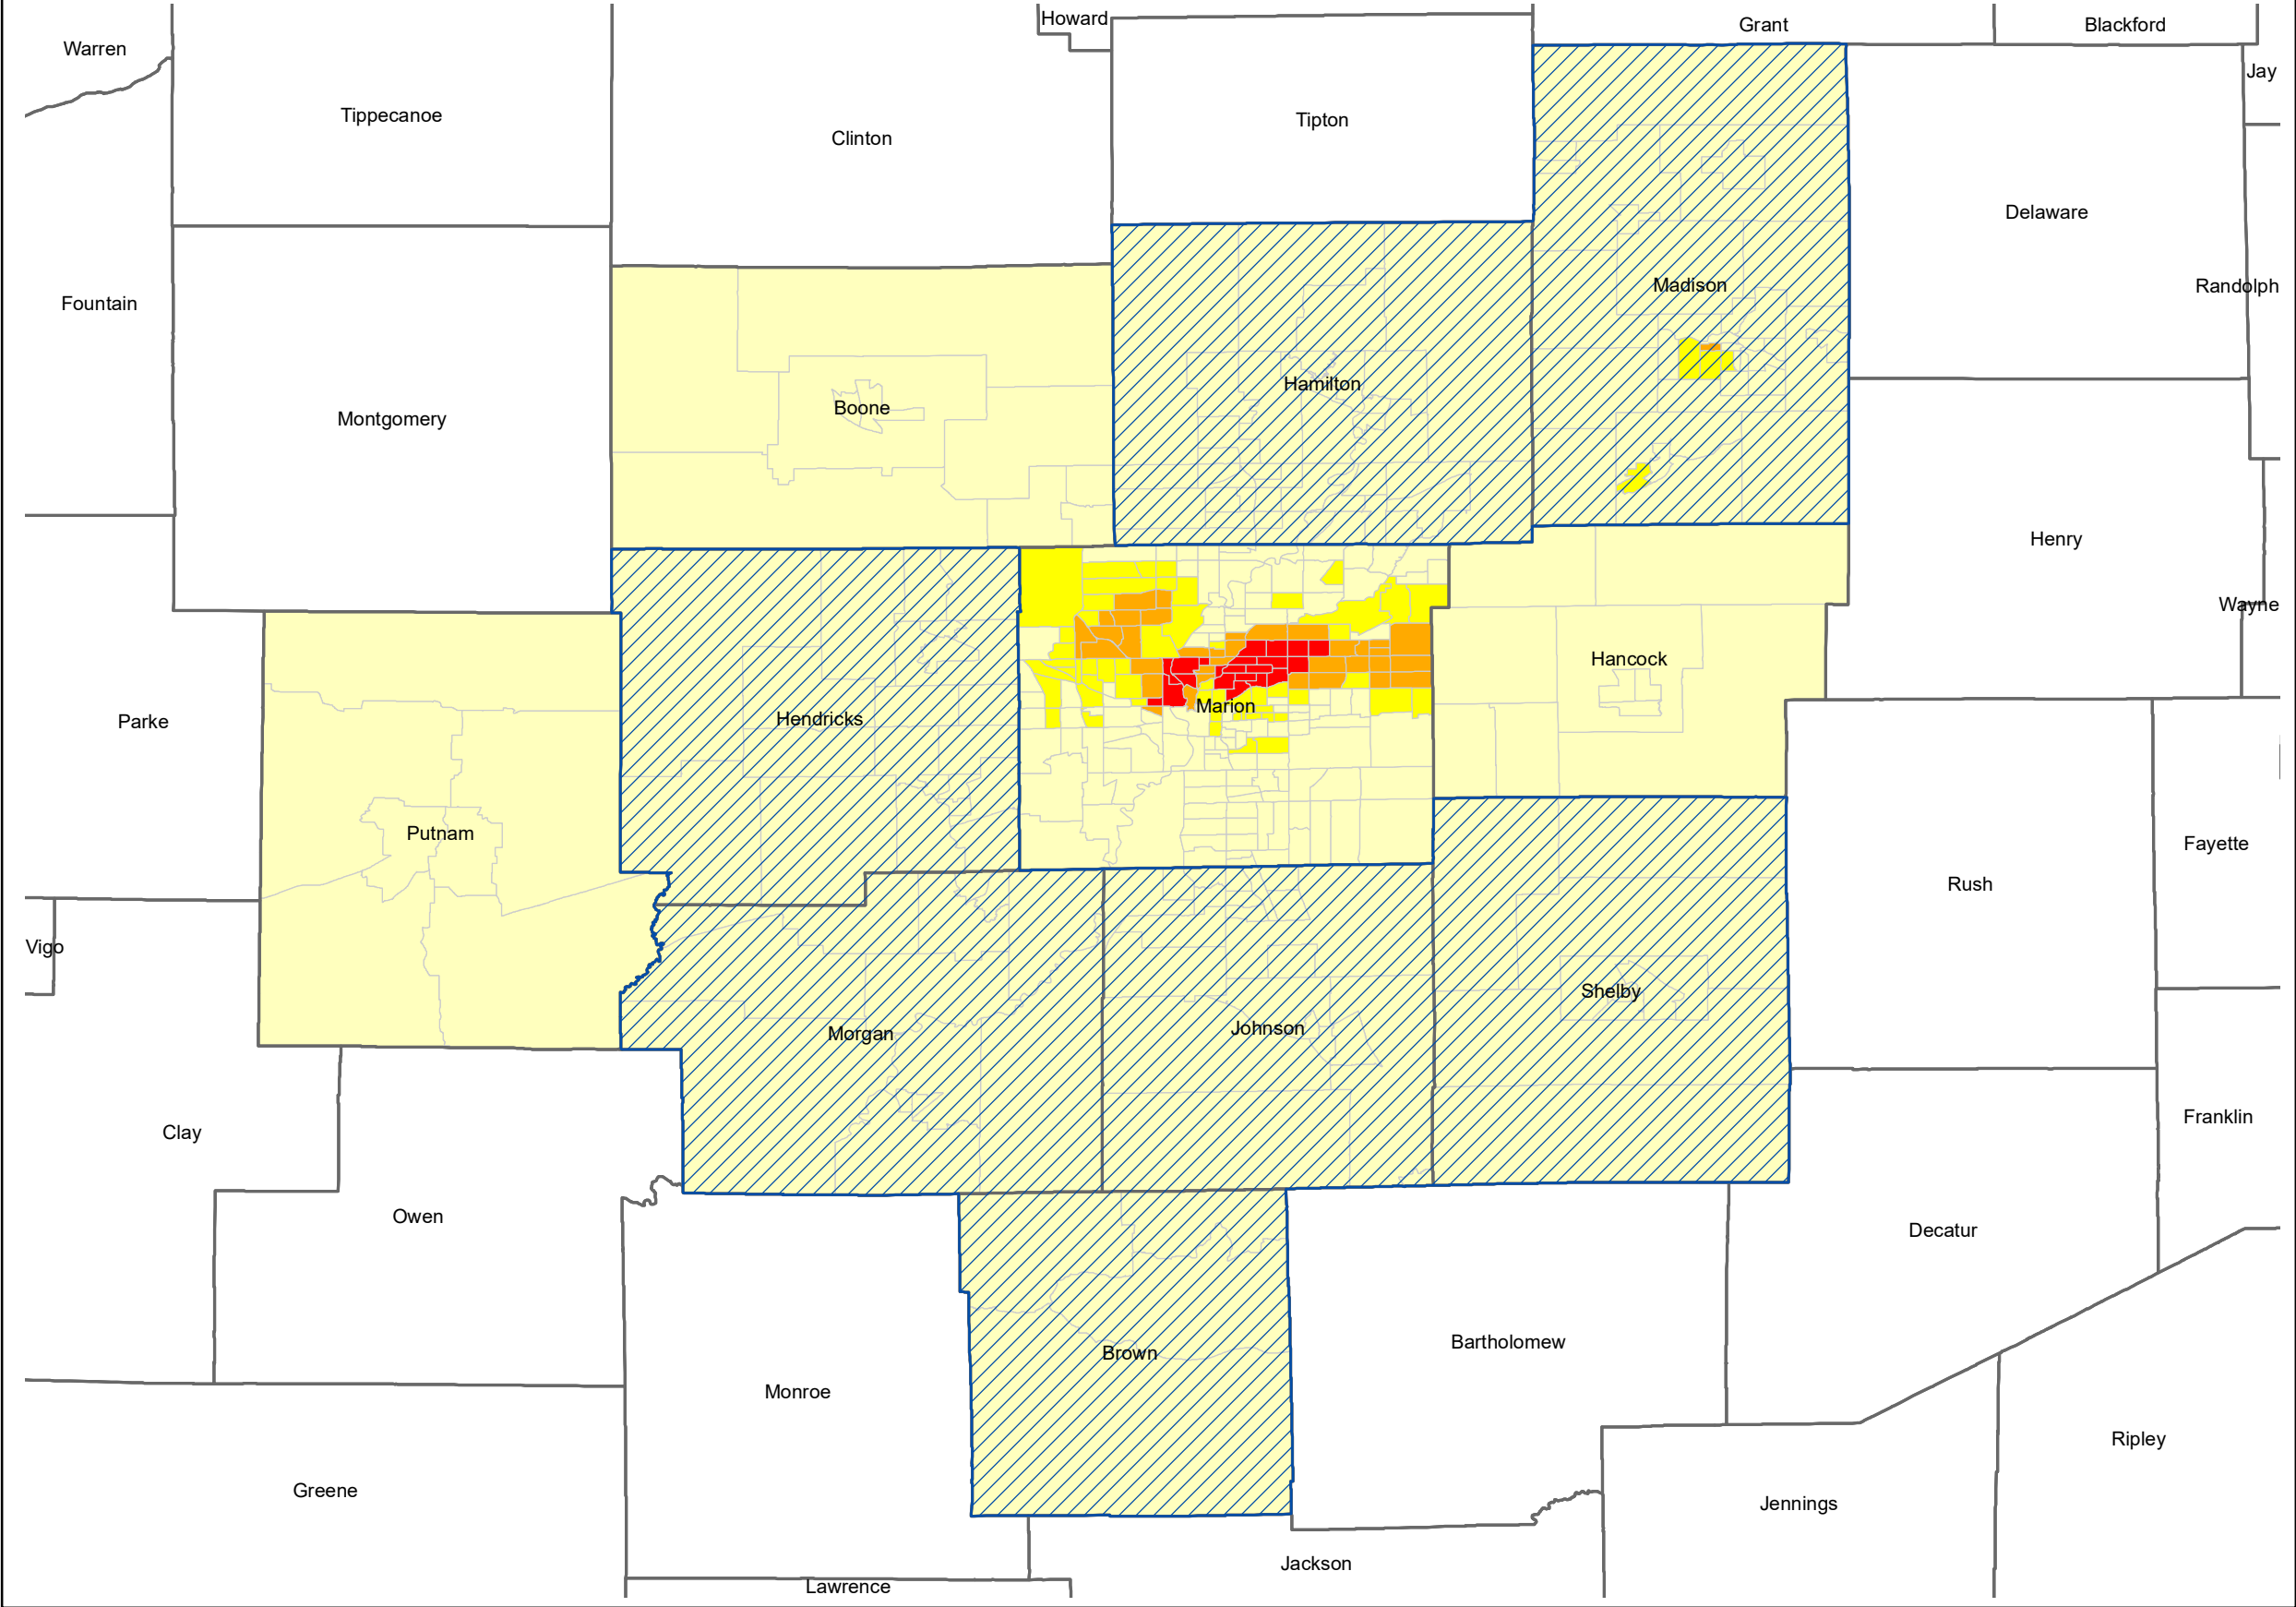 Howard
Grant
Blackford
Warren
Jay
Tippecanoe
Tipton
Clinton
Delaware
Madison
Randolph
Fountain
Hamilton
Boone
Montgomery
Henry
Wayne
Hancock
Marion
Hendricks
Parke
Putnam
Fayette
Rush
Vigo
Shelby
Johnson
Morgan
Franklin
Clay
Owen
Decatur
Bartholomew
Brown
Monroe
Ripley
Greene
Jennings
Jackson
Lawrence